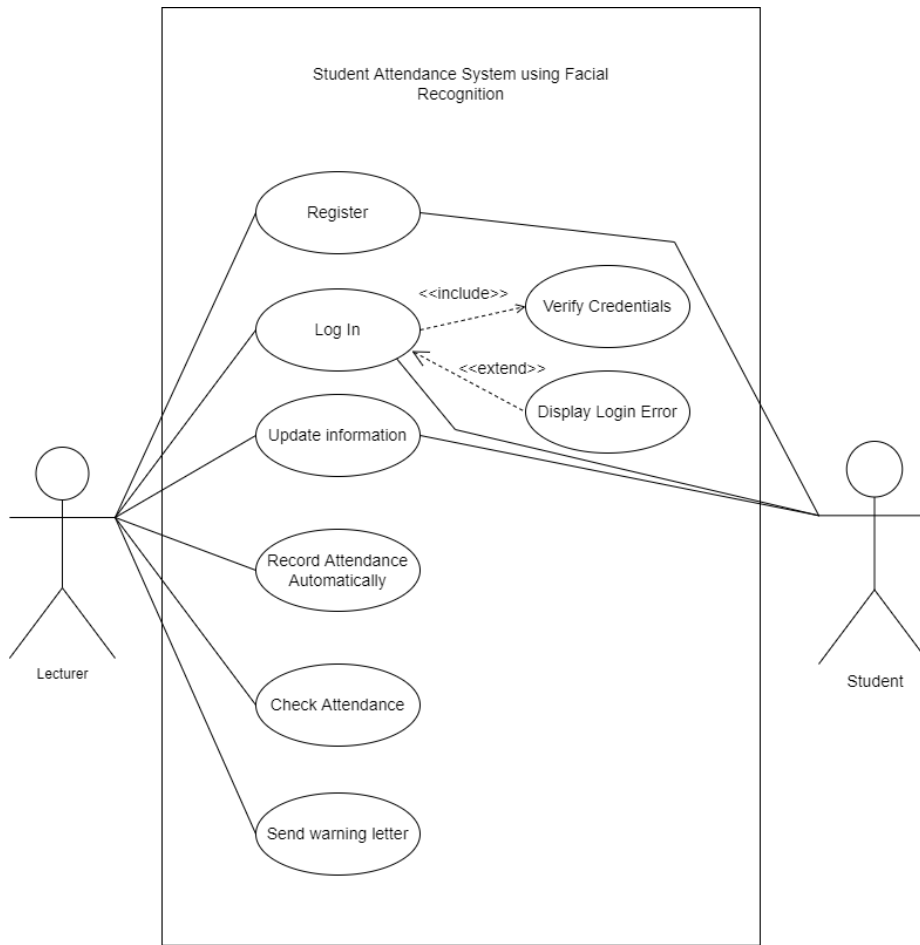 Student Attendance System using Facial
Recognition
Register
<<include>>
Verify Credentials
Log In
<<extend>>
Display Login Error
Update information
Record Attendance
Automatically
Lecturer
Student
Check Attendance
Send warning letter